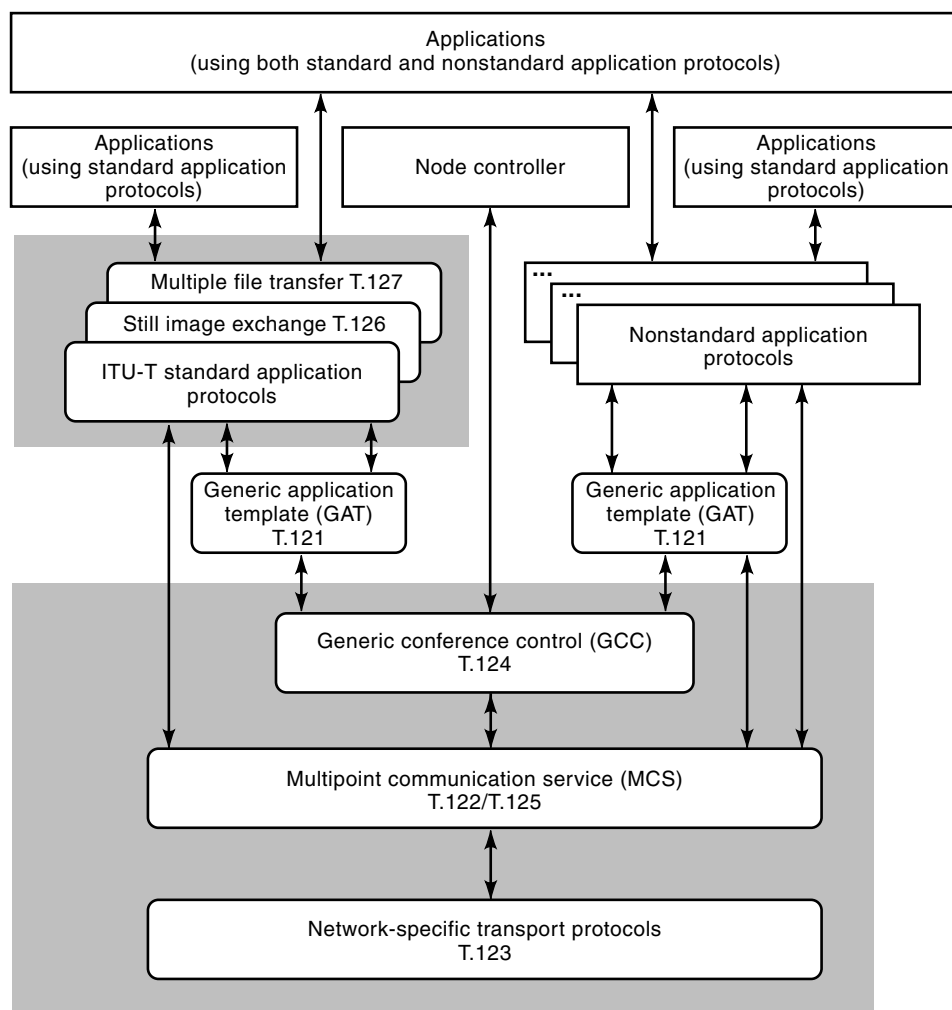 Applications
(using both standard and nonstandard application protocols)
Applications
(using standard application
protocols)
Node controller
Applications
(using standard application
protocols)
Multiple file transfer T.127
Still image exchange T.126
ITU-T standard application
protocols
...
...
Nonstandard application
protocols
Generic application
template (GAT)
T.121
Generic application
template (GAT)
T.121
Generic conference control (GCC)
T.124
Multipoint communication service (MCS)
T.122/T.125
Network-specific transport protocols
T.123